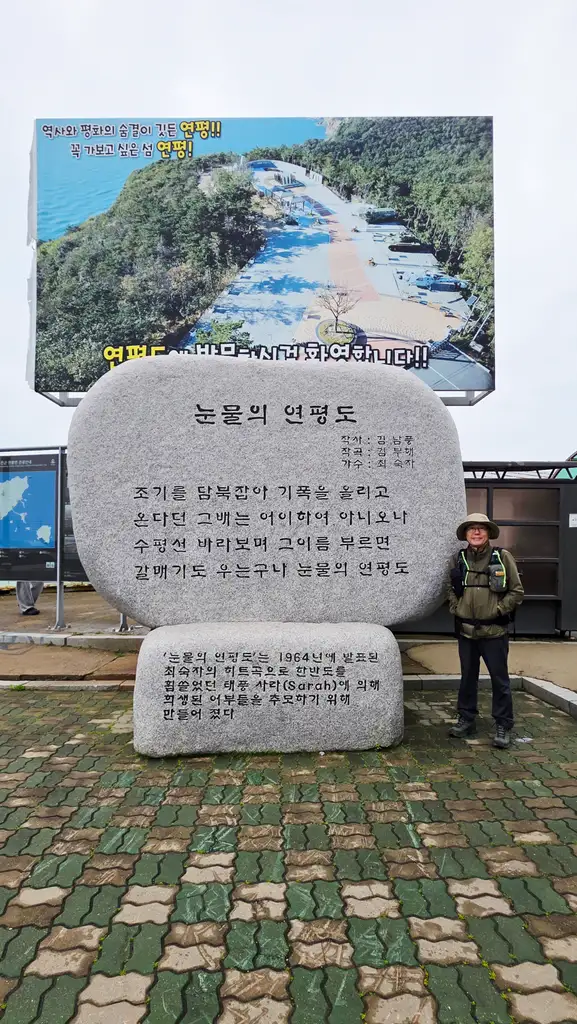 역사와 평화의 숨결이 깃든 연평!!
꼭 가보고 싶은 섬 연평!
연평도에 방문하신걸 환영합니다!!
눈물의 연평도
작사 : 김 남풍
작곡 : 김 부해
가수 : 최 숙자
조기를 담북잡아 기폭을 올리고
온다던 그배는 어이하여 아니오나
수평선 바라보며 그이름 부르면
갈매기도 우는구나 눈물의 연평도
'눈물의 연평도'는 1964년에 발표된
최숙자의 히트곡으로 한반도를
휩쓸었던 태풍 사라(Sarah)에 의해
희생된 어부들을 추모하기 위해
만들어 졌다